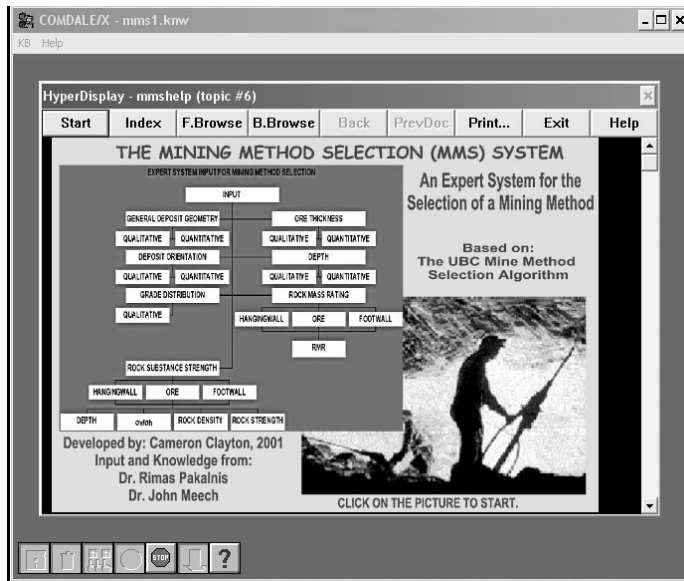 COMDALE/X - mms1.knw
KB Help
HyperDisplay - mmshelp (topic #6)
Start Index F.Browse B.Browse Back PrevDoc Print... Exit Help
THE MINING METHOD SELECTION (MMS) SYSTEM
EXPERT SYSTEM INPUT FOR MINING METHOD SELECTION
INPUT
GENERAL DEPOSIT GEOMETRY ORE THICKNESS
QUALITATIVE QUANTITATIVE QUALITATIVE QUANTITATIVE
DEPOSIT ORIENTATION DEPTH
QUALITATIVE QUANTITATIVE QUALITATIVE QUANTITATIVE
GRADE DISTRIBUTION ROCK MASS RATING
QUALITATIVE HANGINGWALL ORE FOOTWALL
RMR
ROCK SUBSTANCE STRENGTH
HANGINGWALL ORE FOOTWALL
DEPTH ROCK DENSITY ROCK STRENGTH
An Expert System for the
Selection of a Mining Method
Based on:
The UBC Mine Method
Selection Algorithm
Developed by: Cameron Clayton, 2001
Input and Knowledge from:
Dr. Rimas Pakalnis
Dr. John Meech
CLICK ON THE PICTURE TO START.
STOP ?